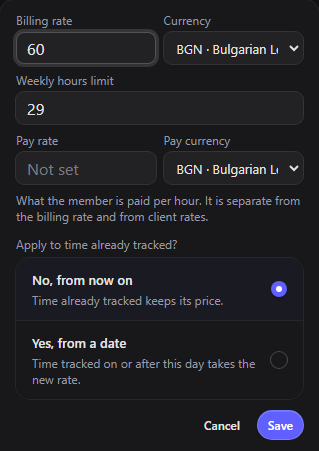 Billing rate
Currency
60
BGN · Bulgarian Le
Weekly hours limit
29
Pay rate
Pay currency
Not set
BGN · Bulgarian Le
What the member is paid per hour. It is separate from
the billing rate and from client rates.
Apply to time already tracked?
No, from now on
Time already tracked keeps its price.
Yes, from a date
Time tracked on or after this day takes the
new rate.
Cancel
Save